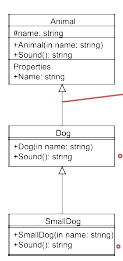 Animal
#name: string
+Animal(in name: string)
+Sound(): string
Properties
+Name: string
Dog
+Dog(in name: string)
+Sound(): string
SmallDog
+SmallDog(in name: string)
+Sound(): string